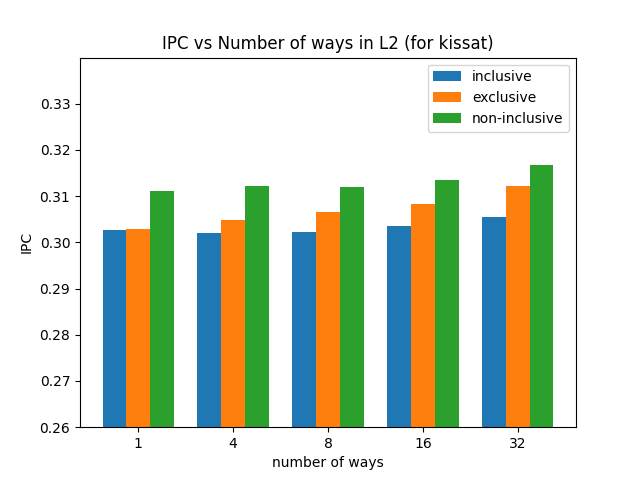 IPC vs Number of ways in L2 (for kissat)
inclusive
exclusive
non-inclusive
0.33
0.32
0.31
0.30
0.29
0.28
0.27
0.26
IPC
1 4 8 16 32
number of ways